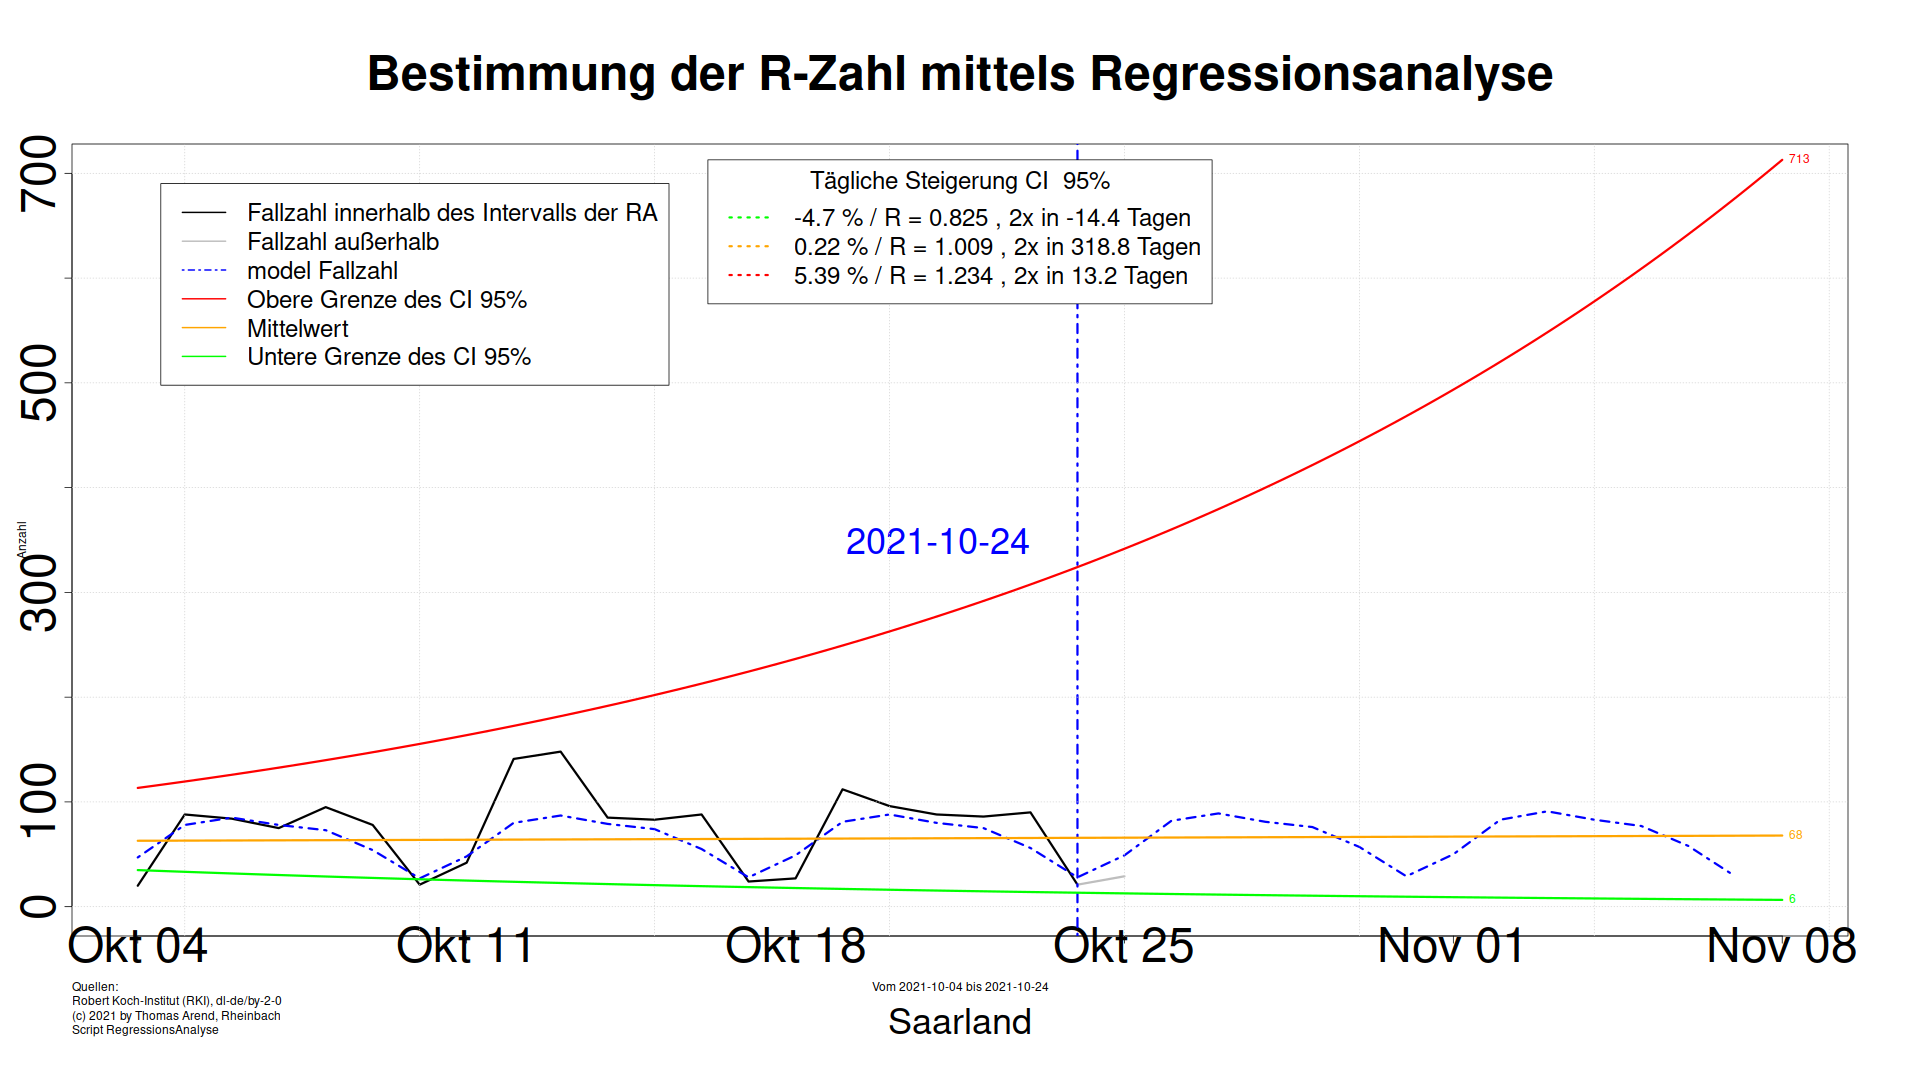 Bestimmung der R-Zahl mittels Regressionsanalyse
Fallzahl innerhalb des Intervalls der RA
Fallzahl außerhalb
model Fallzahl
Obere Grenze des CI 95%
Mittelwert
Untere Grenze des CI 95%
Tägliche Steigerung CI 95%
-4.7 % / R = 0.825 , 2x in -14.4 Tagen
0.22 % / R = 1.009 , 2x in 318.8 Tagen
5.39 % / R = 1.234 , 2x in 13.2 Tagen
713
2021-10-24
68
6
Anzahl
700
500
300
100
0
Okt 04 Okt 11 Okt 18 Okt 25 Nov 01 Nov 08
Quellen:
Robert Koch-Institut (RKI), dl-de/by-2-0
(c) 2021 by Thomas Arend, Rheinbach
Script RegressionsAnalyse
Vom 2021-10-04 bis 2021-10-24
Saarland